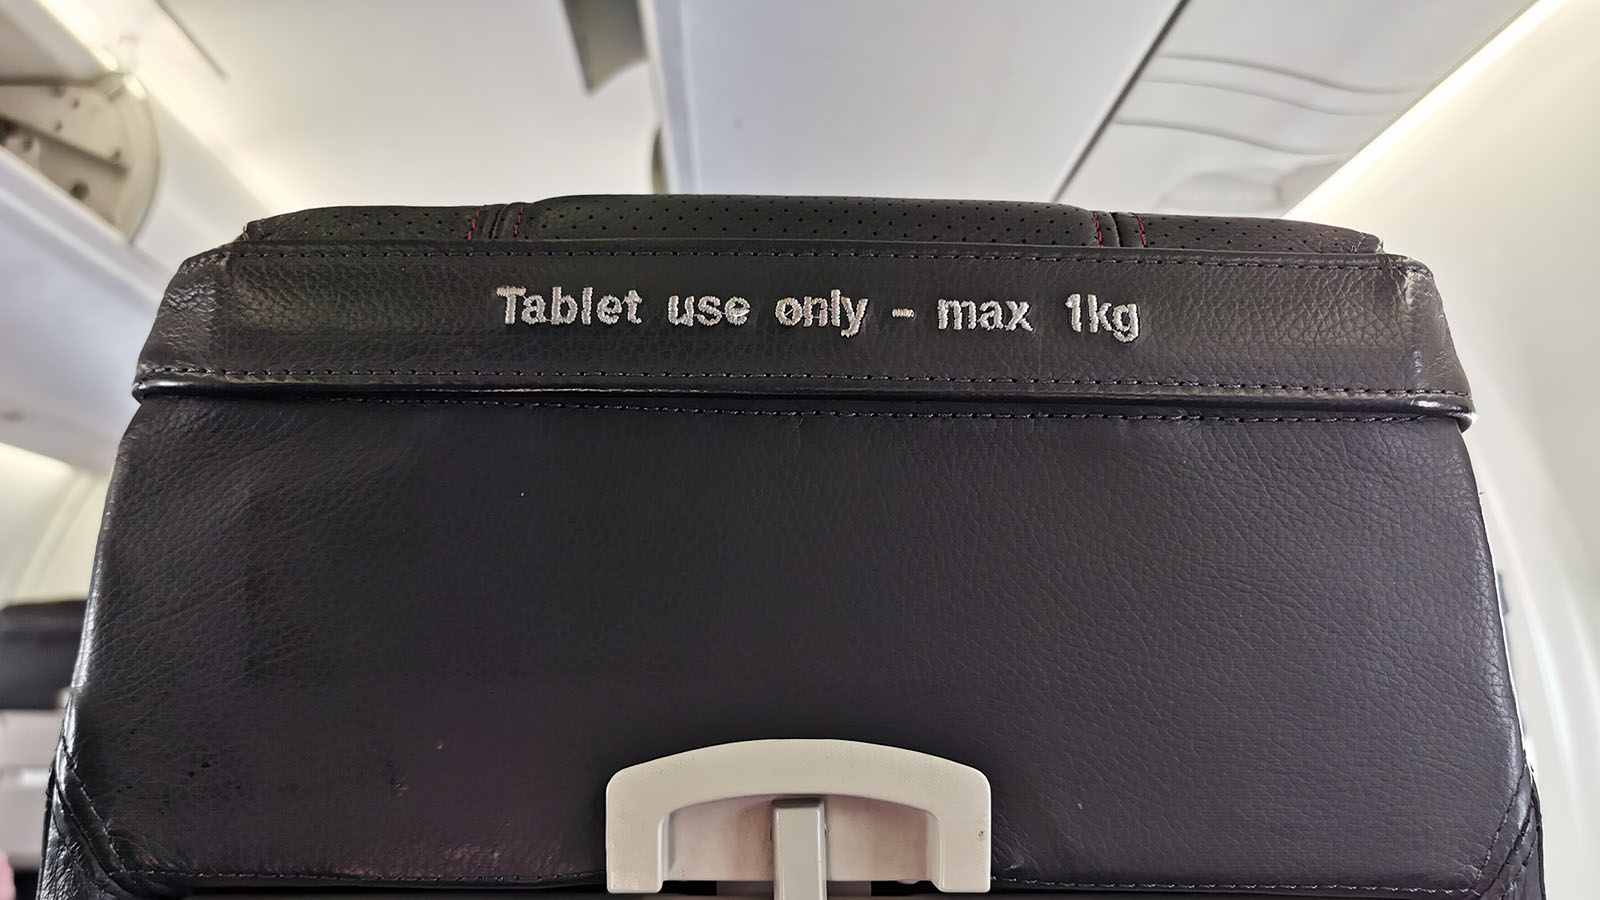 Tablet use only - max 1kg